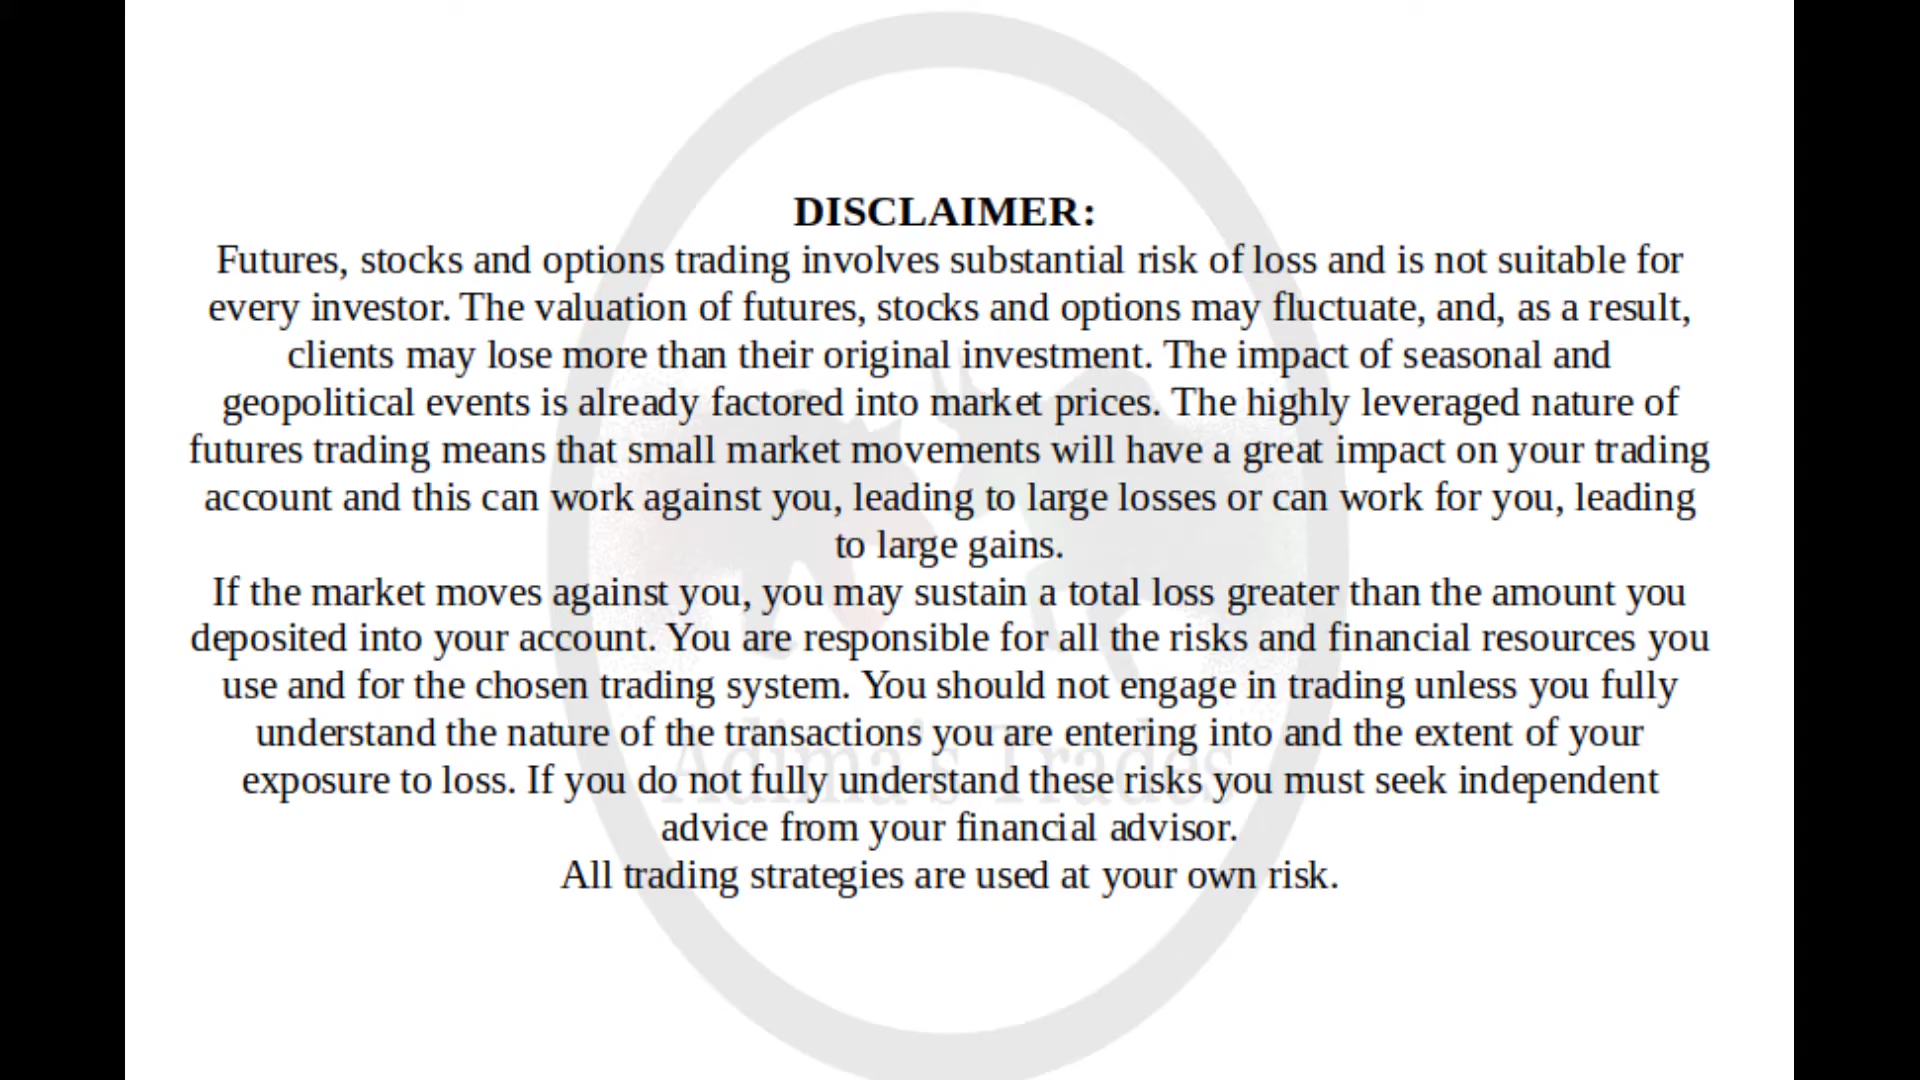 DISCLAIMER:
Futures, stocks and options trading involves substantial risk of loss and is not suitable for
every investor. The valuation of futures, stocks and options may fluctuate, and, as a result,
clients may lose more than their original investment. The impact of seasonal and
geopolitical events is already factored into market prices. The highly leveraged nature of
futures trading means that small market movements will have a great impact on your trading
account and this can work against you, leading to large losses or can work for you, leading
to large gains.
If the market moves against you, you may sustain a total loss greater than the amount you
deposited into your account. You are responsible for all the risks and financial resources you
use and for the chosen trading system. You should not engage in trading unless you fully
understand the nature of the transactions you are entering into and the extent of your
exposure to loss. If you do not fully understand these risks you must seek independent
advice from your financial advisor.
All trading strategies are used at your own risk.
Adima's Trades